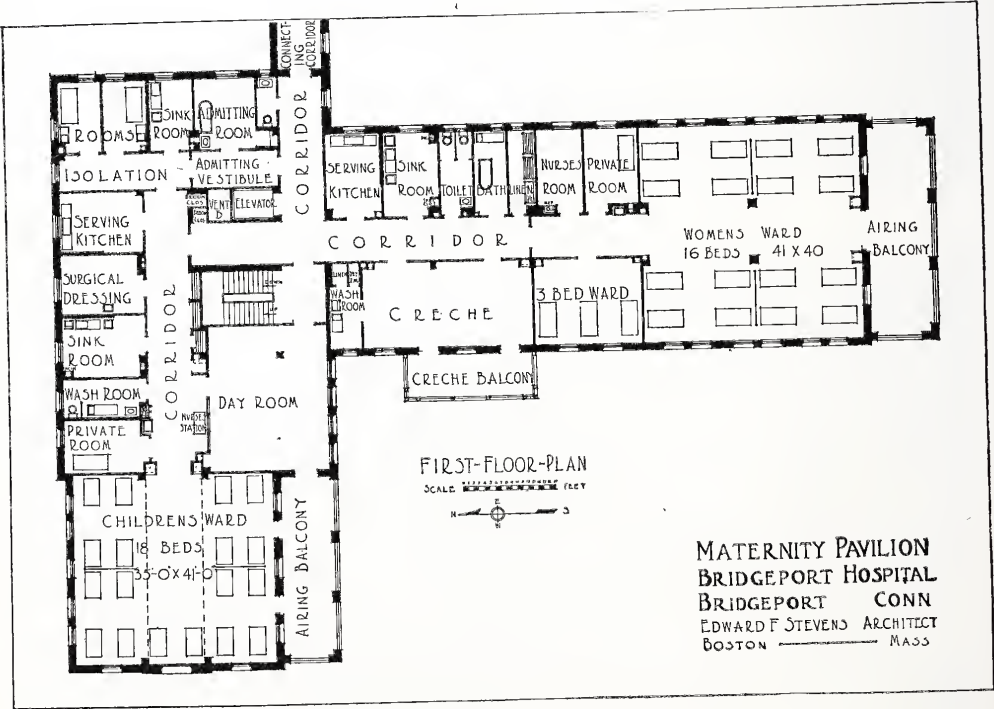 CONNECT-
ING
CORRIDOR
ROOMS
SINK
ROOM
ADMITTING
ROOM
CORRIDOR
ISOLATION
ADMITTING
VESTIBULE
VENT
D
ELEVATOR
SERVING
KITCHEN
SINK
ROOM
TOILET
BATH
LINEN
NURSES
ROOM
PRIVATE
ROOM
SERVING
KITCHEN
CORRIDOR
WOMENS WARD
16 BEDS 41 X 40
AIRING
BALCONY
SURGICAL
DRESSING
CORRIDOR
LINEN
WASH
ROOM
CRECHE
3 BED WARD
SINK
ROOM
CRECHE BALCONY
WASH ROOM
DAY ROOM
NURSES
STATION
PRIVATE
ROOM
CHILDRENS WARD
18 BEDS
35'-0" X 41'-0"
AIRING BALCONY
FIRST-FLOOR-PLAN
SCALE FEET
E
N S
W
MATERNITY PAVILION
BRIDGEPORT HOSPITAL
BRIDGEPORT CONN
EDWARD F STEVENS ARCHITECT
BOSTON MASS